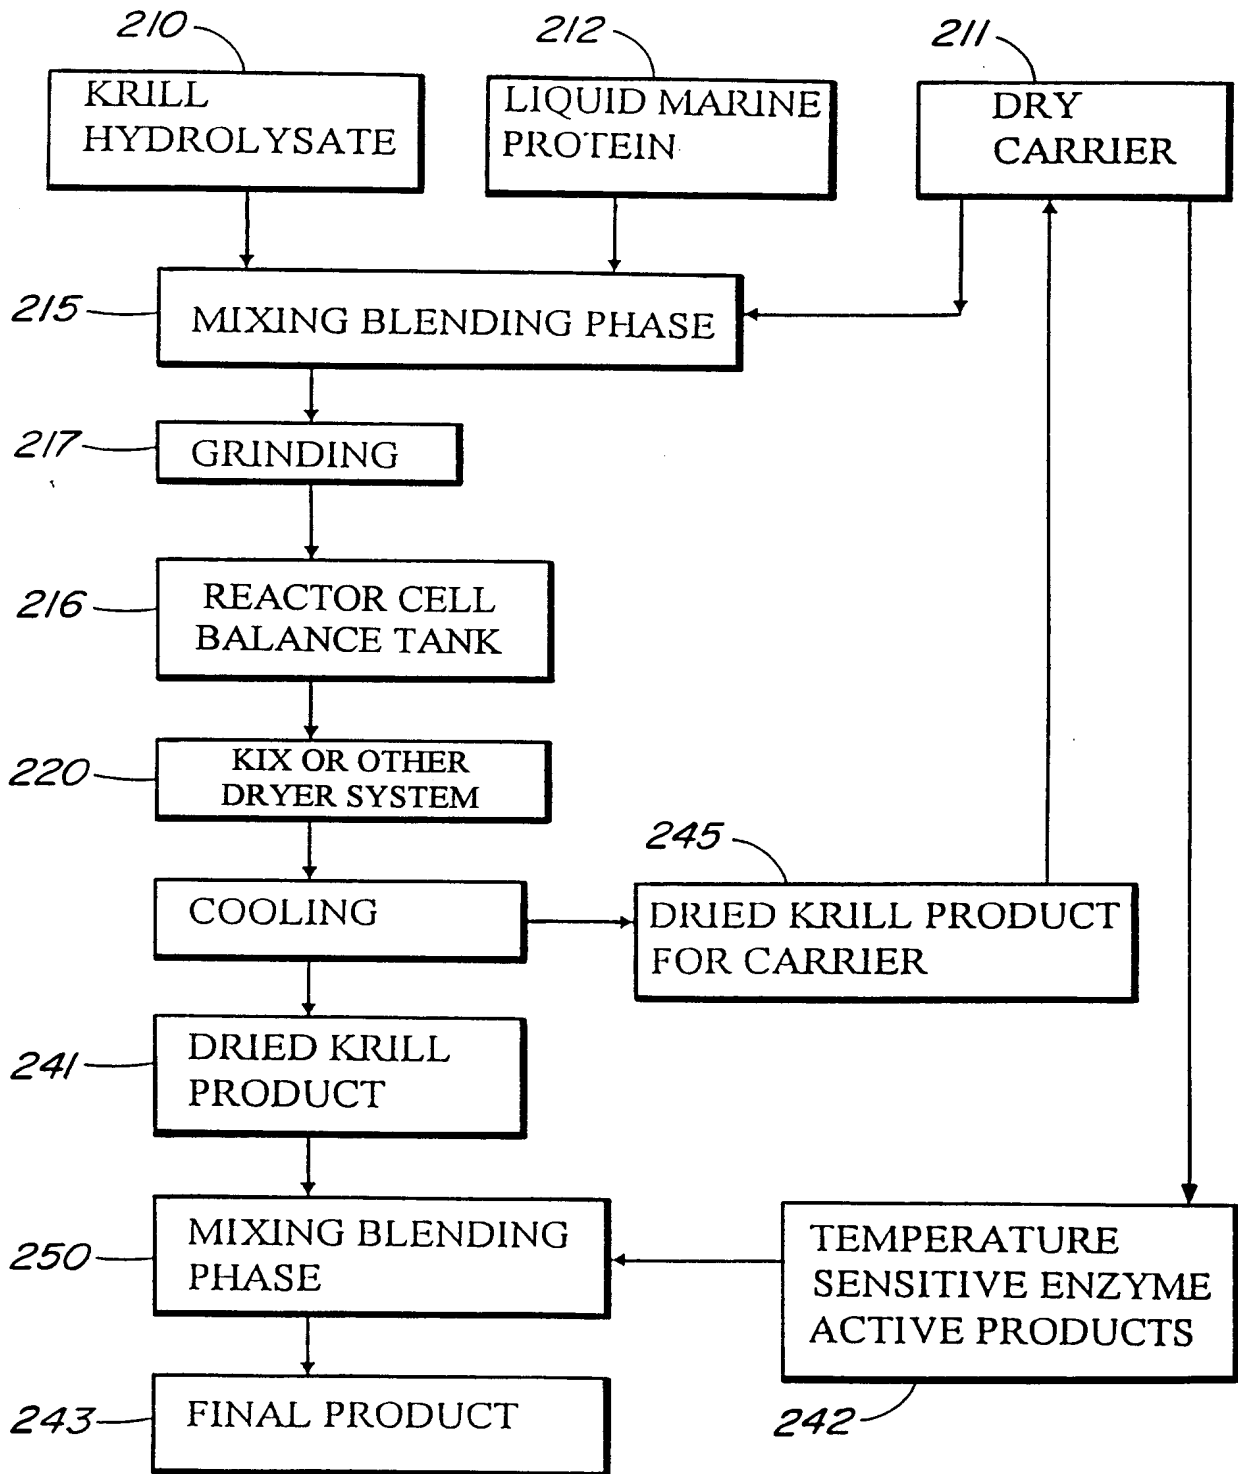 210
212
211
KRILL
HYDROLYSATE
LIQUID MARINE
PROTEIN
DRY
CARRIER
215
MIXING BLENDING PHASE
217
GRINDING
216
REACTOR CELL
BALANCE TANK
220
KIX OR OTHER
DRYER SYSTEM
245
COOLING
DRIED KRILL PRODUCT
FOR CARRIER
241
DRIED KRILL
PRODUCT
250
MIXING BLENDING
PHASE
TEMPERATURE
SENSITIVE ENZYME
ACTIVE PRODUCTS
243
FINAL PRODUCT
242